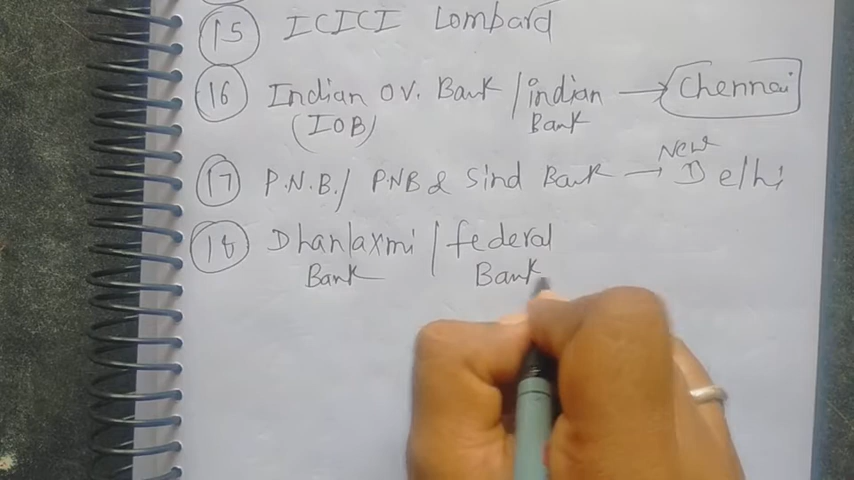 15 ICICI Lombard
16 Indian OV. Bank / indian Bank → Chennai
(IOB)
17 P.N.B. / PNB & Sind Bank → New Delhi
18 Dhanlaxmi Bank / federal Bank